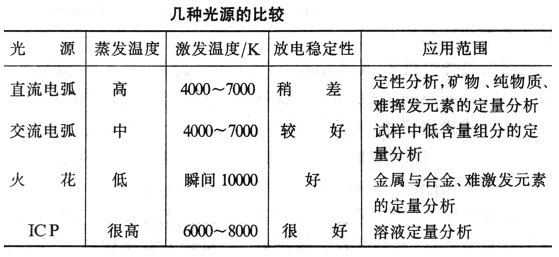 几种光源的比较
光 源 蒸发温度 激发温度/K 放电稳定性 应用范围
直流电弧 高 4000～7000 稍 差 定性分析,矿物、纯物质、
难挥发元素的定量分析
交流电弧 中 4000～7000 较 好 试样中低含量组分的定
量分析
火 花 低 瞬间 10000 好 金属与合金、难激发元素
的定量分析
ICP 很高 6000～8000 很 好 溶液定量分析